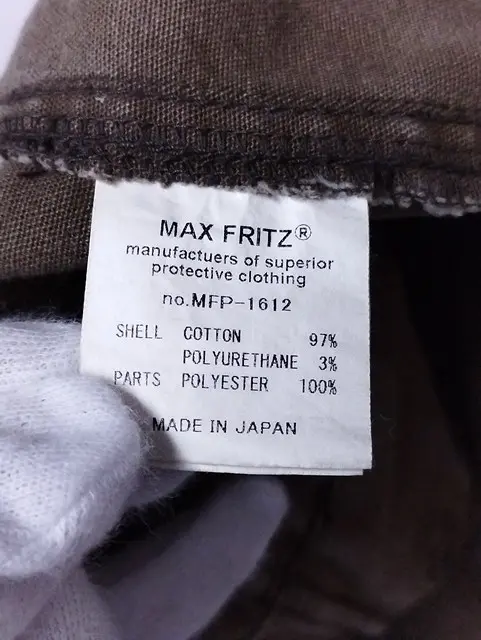 MAX FRITZ®
manufactuers of superior
protective clothing
no.MFP-1612
SHELL COTTON 97%
POLYURETHANE 3%
PARTS POLYESTER 100%
MADE IN JAPAN